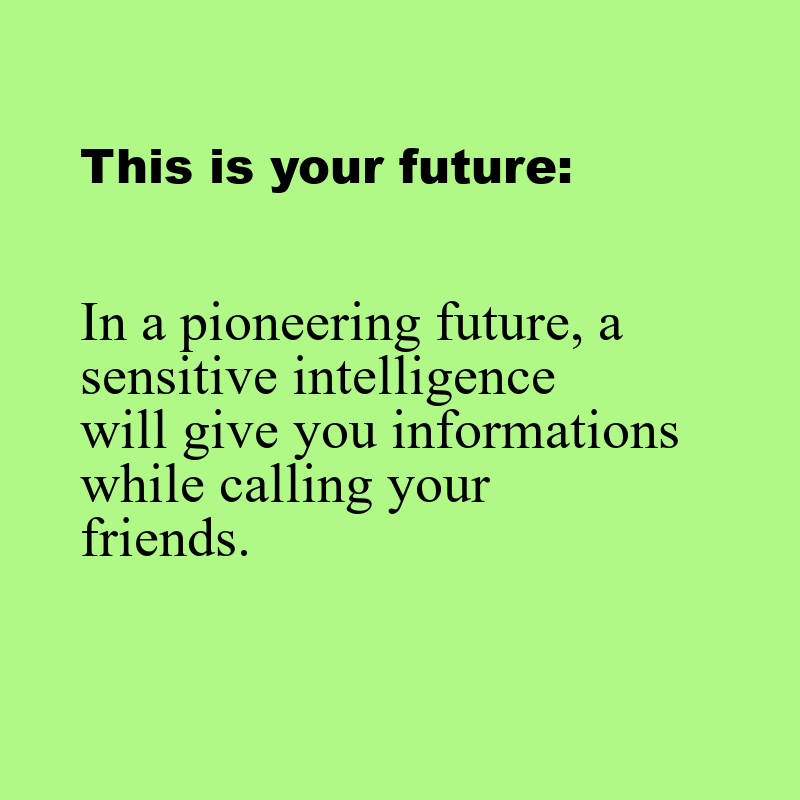 This is your future:
In a pioneering future, a
sensitive intelligence
will give you informations
while calling your
friends.